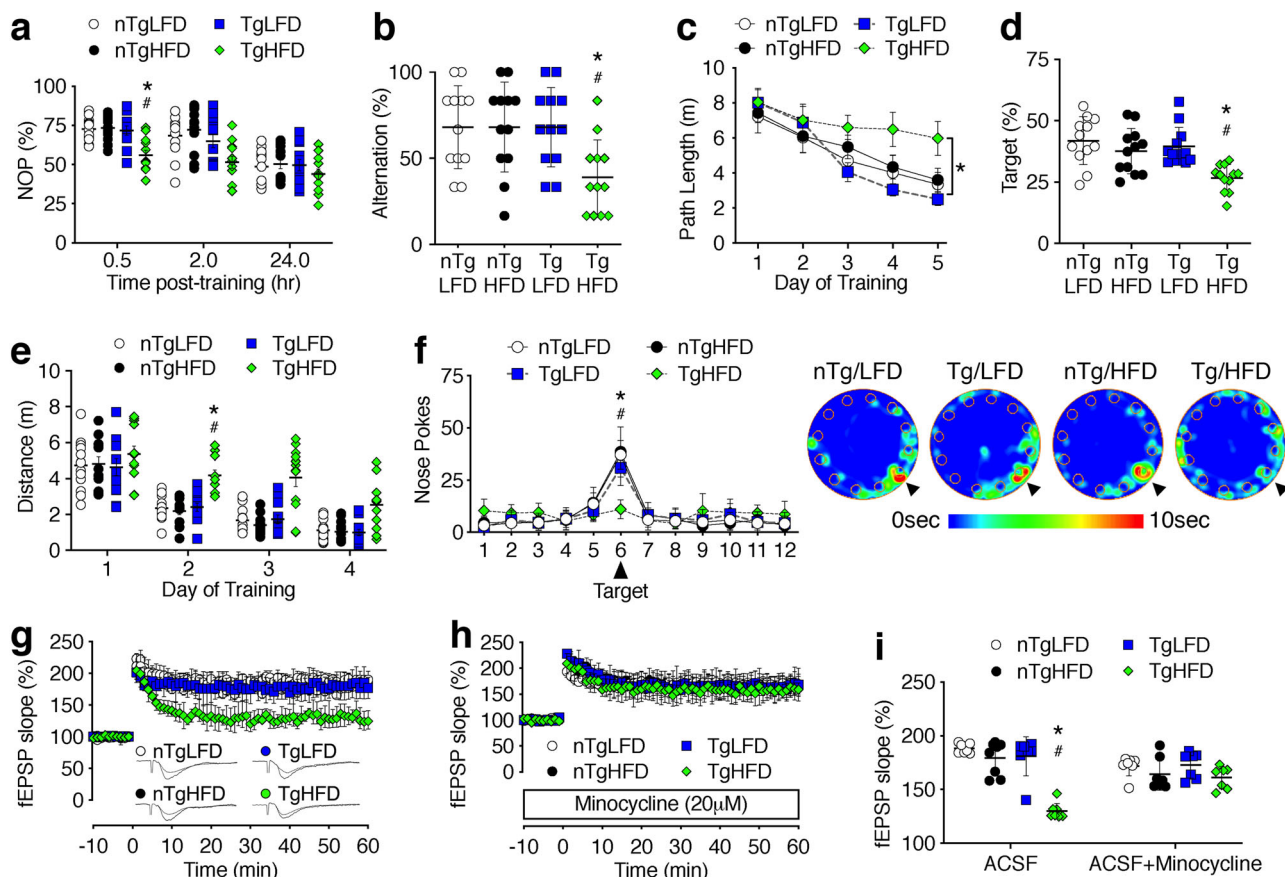 a
nTgLFD TgLFD
nTgHFD TgHFD
NOP (%)
100
75
50
25
0
*
#
0.5 2.0 24.0
Time post-training (hr)
b
Alternation (%)
100
50
0
*
#
nTg nTg Tg Tg
LFD HFD LFD HFD
c
nTgLFD TgLFD
nTgHFD TgHFD
Path Length (m)
8
6
4
2
0
*
1 2 3 4 5
Day of Training
d
Target (%)
75
50
25
0
*
#
nTg nTg Tg Tg
LFD HFD LFD HFD
e
nTgLFD TgLFD
nTgHFD TgHFD
Distance (m)
10
8
6
4
2
0
*
#
1 2 3 4
Day of Training
f
nTgLFD nTgHFD
TgLFD TgHFD
Nose Pokes
75
50
25
0
*
#
1 2 3 4 5 6 7 8 9 10 11 12
Target
nTg/LFD Tg/LFD nTg/HFD Tg/HFD
0sec 10sec
g
fEPSP slope (%)
250
200
150
100
50
0
nTgLFD TgLFD
nTgHFD TgHFD
-10 0 10 20 30 40 50 60
Time (min)
h
fEPSP slope (%)
250
200
150
100
50
nTgLFD TgLFD
nTgHFD TgHFD
Minocycline (20μM)
-10 0 10 20 30 40 50 60
Time (min)
i
nTgLFD TgLFD
nTgHFD TgHFD
fEPSP slope (%)
250
200
150
100
*
#
ACSF ACSF+Minocycline